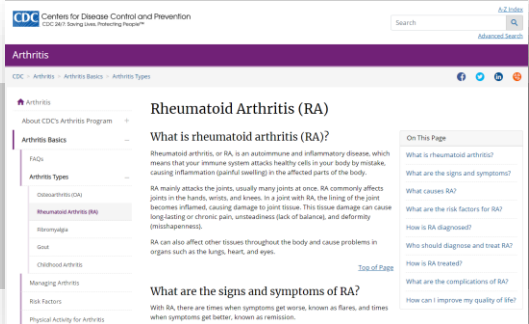 A-Z Index
CDC Centers for Disease Control and Prevention
CDC 24/7: Saving Lives, Protecting People™
Search
Advanced Search
Arthritis
CDC > Arthritis > Arthritis Basics > Arthritis Types
Arthritis
About CDC's Arthritis Program +
Arthritis Basics –
FAQs
Arthritis Types –
Osteoarthritis (OA)
Rheumatoid Arthritis (RA)
Fibromyalgia
Gout
Childhood Arthritis
Managing Arthritis
Risk Factors
Physical Activity for Arthritis
Rheumatoid Arthritis (RA)
What is rheumatoid arthritis (RA)?
Rheumatoid arthritis, or RA, is an autoimmune and inflammatory disease, which
means that your immune system attacks healthy cells in your body by mistake,
causing inflammation (painful swelling) in the affected parts of the body.
RA mainly attacks the joints, usually many joints at once. RA commonly affects
joints in the hands, wrists, and knees. In a joint with RA, the lining of the joint
becomes inflamed, causing damage to joint tissue. This tissue damage can cause
long-lasting or chronic pain, unsteadiness (lack of balance), and deformity
(misshapenness).
RA can also affect other tissues throughout the body and cause problems in
organs such as the lungs, heart, and eyes.
Top of Page
What are the signs and symptoms of RA?
With RA, there are times when symptoms get worse, known as flares, and times
when symptoms get better, known as remission.
On This Page
What is rheumatoid arthritis?
What are the signs and symptoms?
What causes RA?
What are the risk factors for RA?
How is RA diagnosed?
Who should diagnose and treat RA?
How is RA treated?
What are the complications of RA?
How can I improve my quality of life?